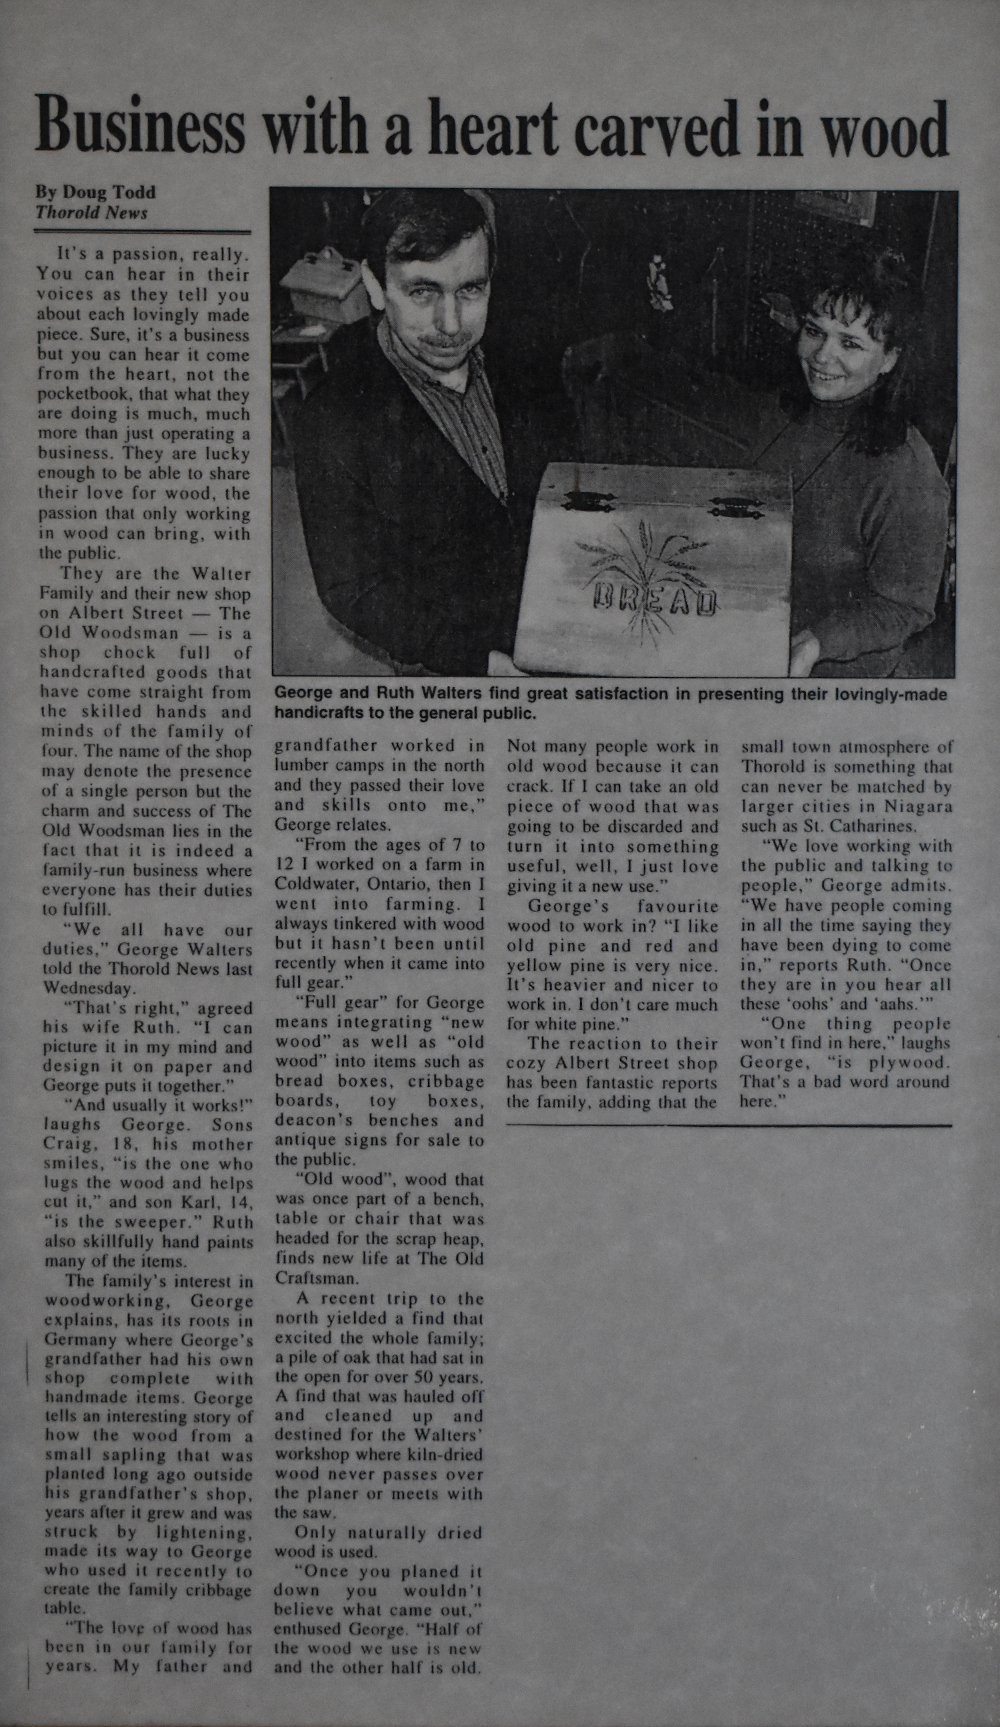 Business with a heart carved in wood
By Doug Todd
Thorold News
It's a passion, really.
You can hear in their
voices as they tell you
about each lovingly made
piece. Sure, it's a business
but you can hear it come
from the heart, not the
pocketbook, that what they
are doing is much, much
more than just operating a
business. They are lucky
enough to be able to share
their love for wood, the
passion that only working
in wood can bring, with
the public.
They are the Walter
Family and their new shop
on Albert Street — The
Old Woodsman — is a
shop chock full of
handcrafted goods that
have come straight from
the skilled hands and
minds of the family of
four. The name of the shop
may denote the presence
of a single person but the
charm and success of The
Old Woodsman lies in the
fact that it is indeed a
family-run business where
everyone has their duties
to fulfill.
"We all have our
duties," George Walters
told the Thorold News last
Wednesday.
"That's right," agreed
his wife Ruth. "I can
picture it in my mind and
design it on paper and
George puts it together."
"And usually it works!"
laughs George. Sons
Craig, 18, his mother
smiles, "is the one who
lugs the wood and helps
cut it," and son Karl, 14,
"is the sweeper." Ruth
also skillfully hand paints
many of the items.
The family's interest in
woodworking, George
explains, has its roots in
Germany where George's
grandfather had his own
shop complete with
handmade items. George
tells an interesting story of
how the wood from a
small sapling that was
planted long ago outside
his grandfather's shop,
years after it grew and was
struck by lightening,
made its way to George
who used it recently to
create the family cribbage
table.
"The love of wood has
been in our family for
years. My father and
BREAD
George and Ruth Walters find great satisfaction in presenting their lovingly-made
handicrafts to the general public.
grandfather worked in
lumber camps in the north
and they passed their love
and skills onto me,"
George relates.
"From the ages of 7 to
12 I worked on a farm in
Coldwater, Ontario, then I
went into farming. I
always tinkered with wood
but it hasn't been until
recently when it came into
full gear."
"Full gear" for George
means integrating "new
wood" as well as "old
wood" into items such as
bread boxes, cribbage
boards, toy boxes,
deacon's benches and
antique signs for sale to
the public.
"Old wood", wood that
was once part of a bench,
table or chair that was
headed for the scrap heap,
finds new life at The Old
Craftsman.
A recent trip to the
north yielded a find that
excited the whole family;
a pile of oak that had sat in
the open for over 50 years.
A find that was hauled off
and cleaned up and
destined for the Walters'
workshop where kiln-dried
wood never passes over
the planer or meets with
the saw.
Only naturally dried
wood is used.
"Once you planed it
down you wouldn't
believe what came out,"
enthused George. "Half of
the wood we use is new
and the other half is old.
Not many people work in
old wood because it can
crack. If I can take an old
piece of wood that was
going to be discarded and
turn it into something
useful, well, I just love
giving it a new use."
George's favourite
wood to work in? "I like
old pine and red and
yellow pine is very nice.
It's heavier and nicer to
work in. I don't care much
for white pine."
The reaction to their
cozy Albert Street shop
has been fantastic reports
the family, adding that the
small town atmosphere of
Thorold is something that
can never be matched by
larger cities in Niagara
such as St. Catharines.
"We love working with
the public and talking to
people," George admits.
"We have people coming
in all the time saying they
have been dying to come
in," reports Ruth. "Once
they are in you hear all
these 'oohs' and 'aahs.'"
"One thing people
won't find in here," laughs
George, "is plywood.
That's a bad word around
here."